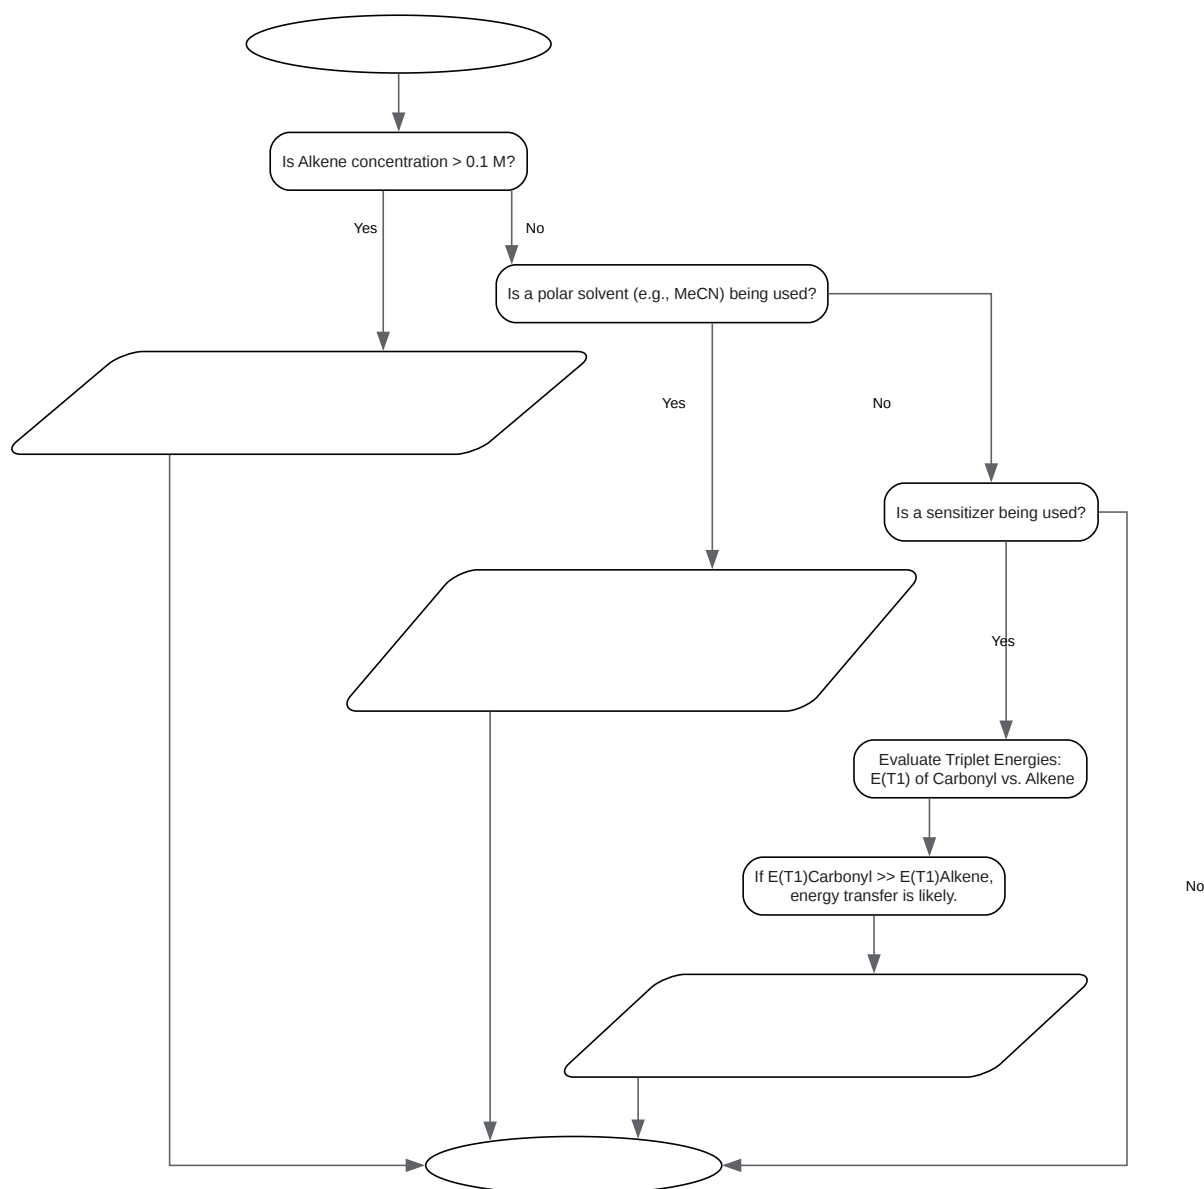 Is Alkene concentration > 0.1 M?
Yes
No
Is a polar solvent (e.g., MeCN) being used?
Yes
No
Is a sensitizer being used?
Yes
Evaluate Triplet Energies:
E(T1) of Carbonyl vs. Alkene
If E(T1)Carbonyl >> E(T1)Alkene,
energy transfer is likely.
No